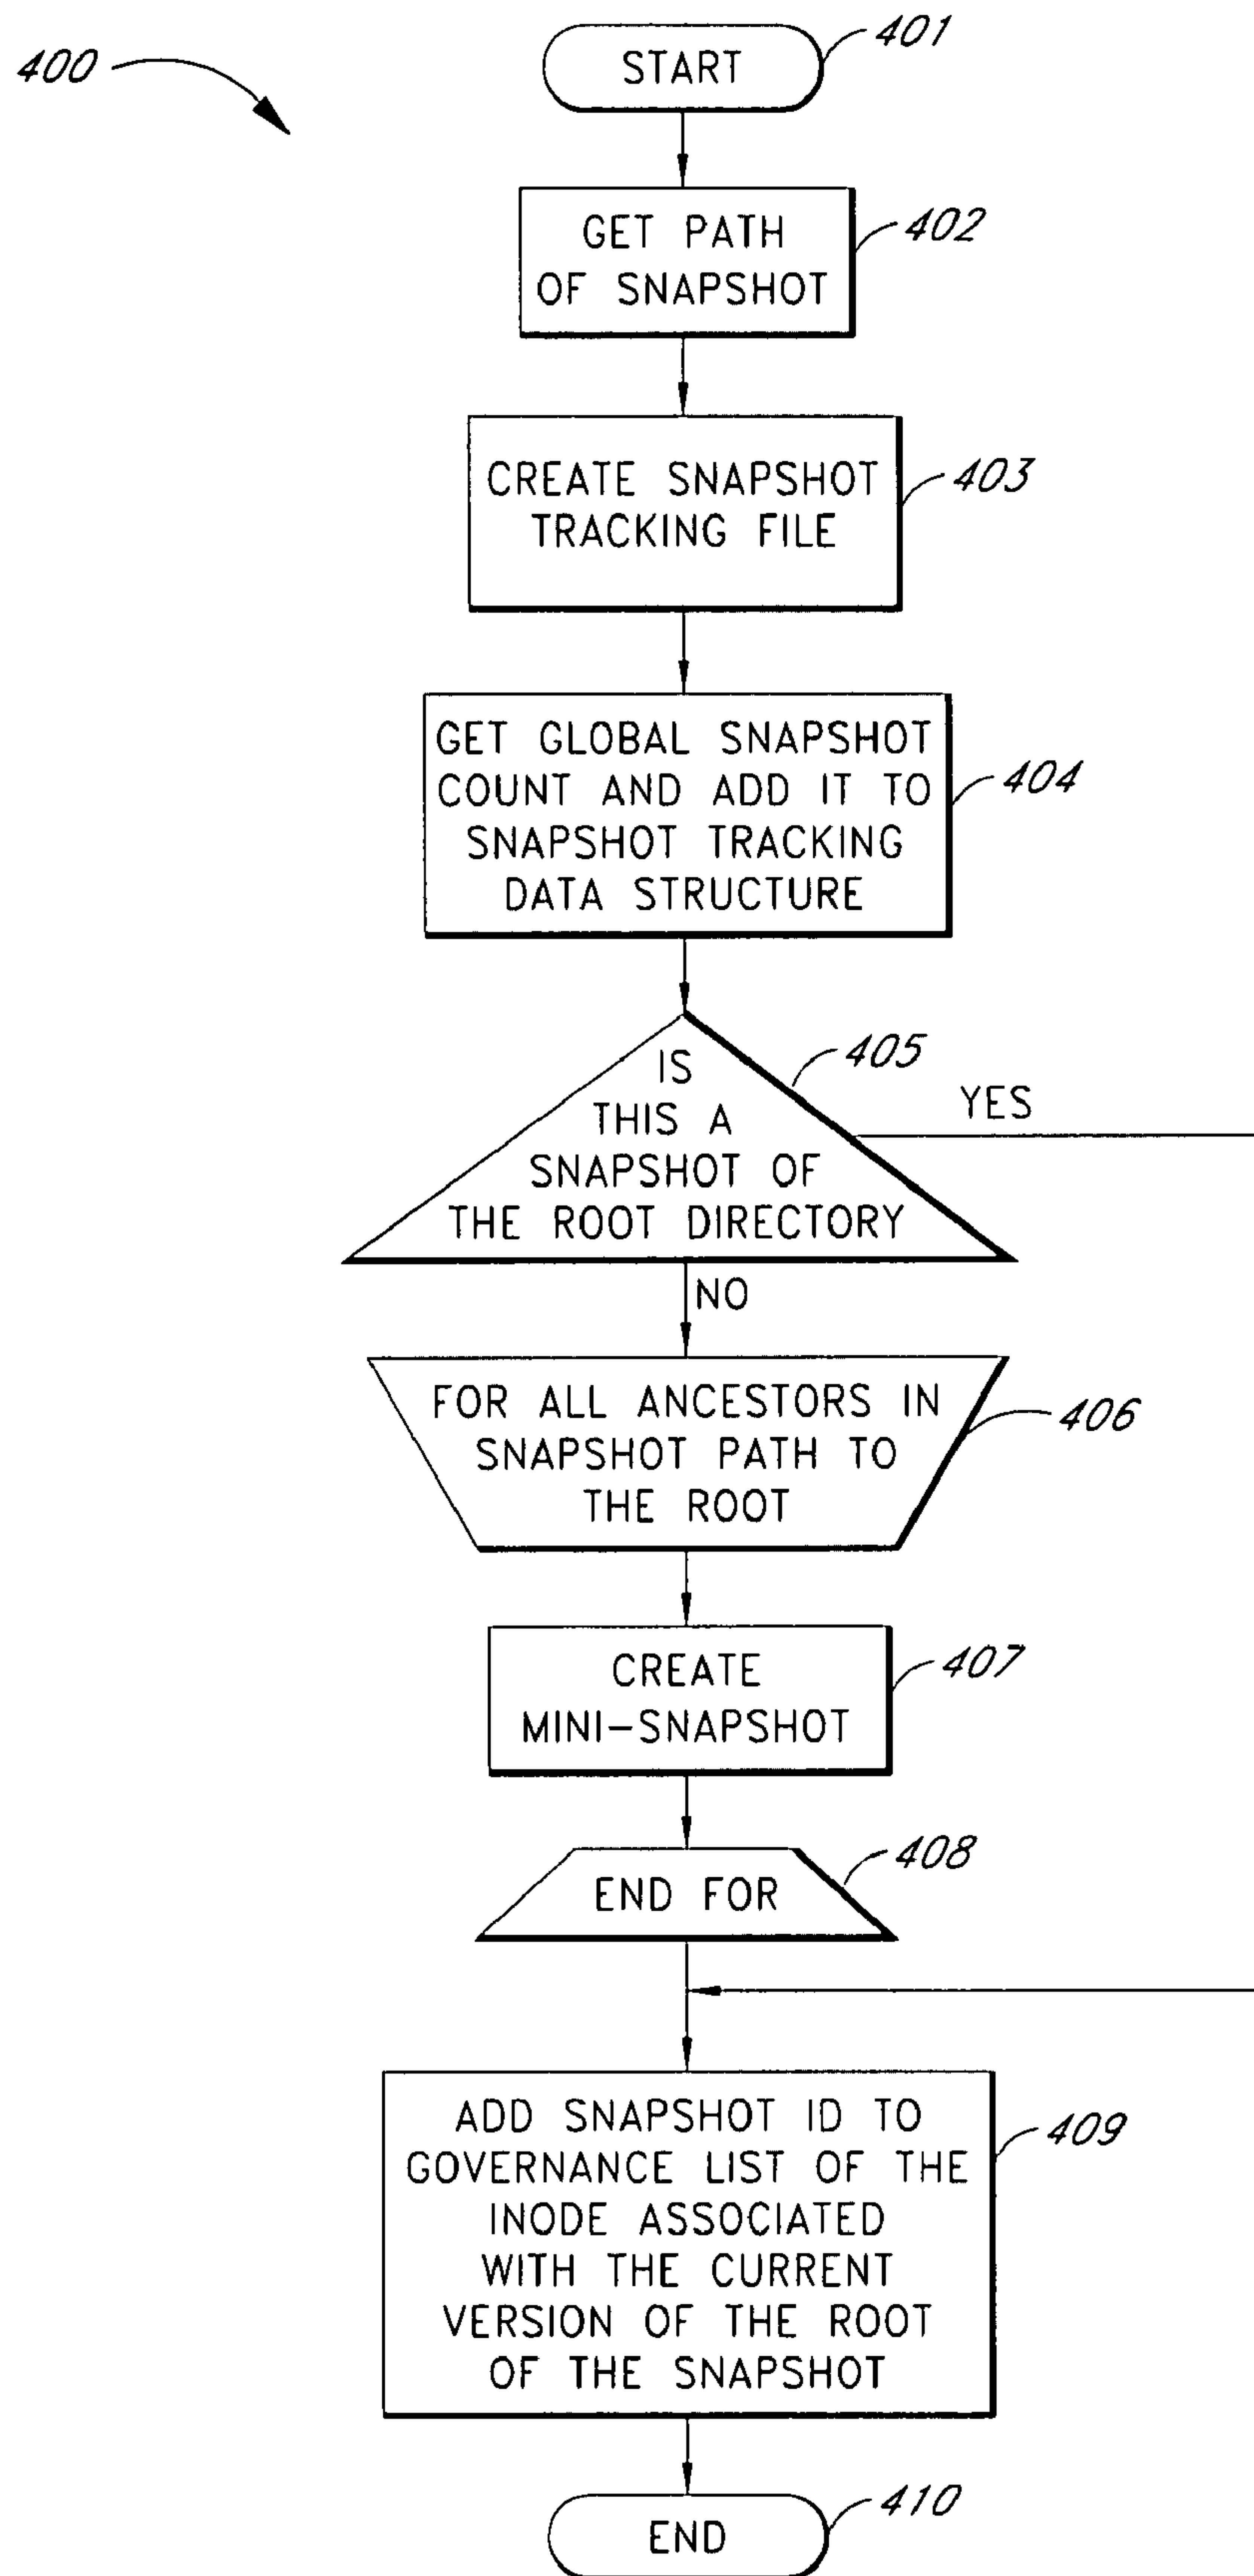 400
START
401
GET PATH
OF SNAPSHOT
402
CREATE SNAPSHOT
TRACKING FILE
403
GET GLOBAL SNAPSHOT
COUNT AND ADD IT TO
SNAPSHOT TRACKING
DATA STRUCTURE
404
IS
THIS A
SNAPSHOT OF
THE ROOT DIRECTORY
405
YES
NO
FOR ALL ANCESTORS IN
SNAPSHOT PATH TO
THE ROOT
406
CREATE
MINI-SNAPSHOT
407
END FOR
408
ADD SNAPSHOT ID TO
GOVERNANCE LIST OF THE
INODE ASSOCIATED
WITH THE CURRENT
VERSION OF THE ROOT
OF THE SNAPSHOT
409
END
410